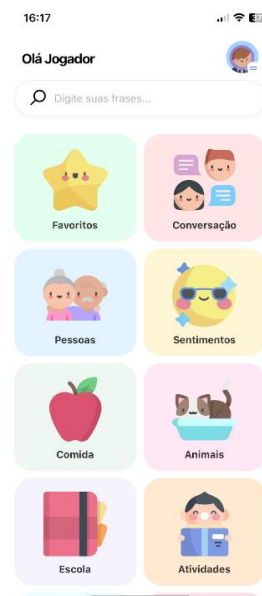 16:17
Olá Jogador
Digite suas frases...
Favoritos
Conversação
Pessoas
Sentimentos
Comida
Animais
Escola
Atividades